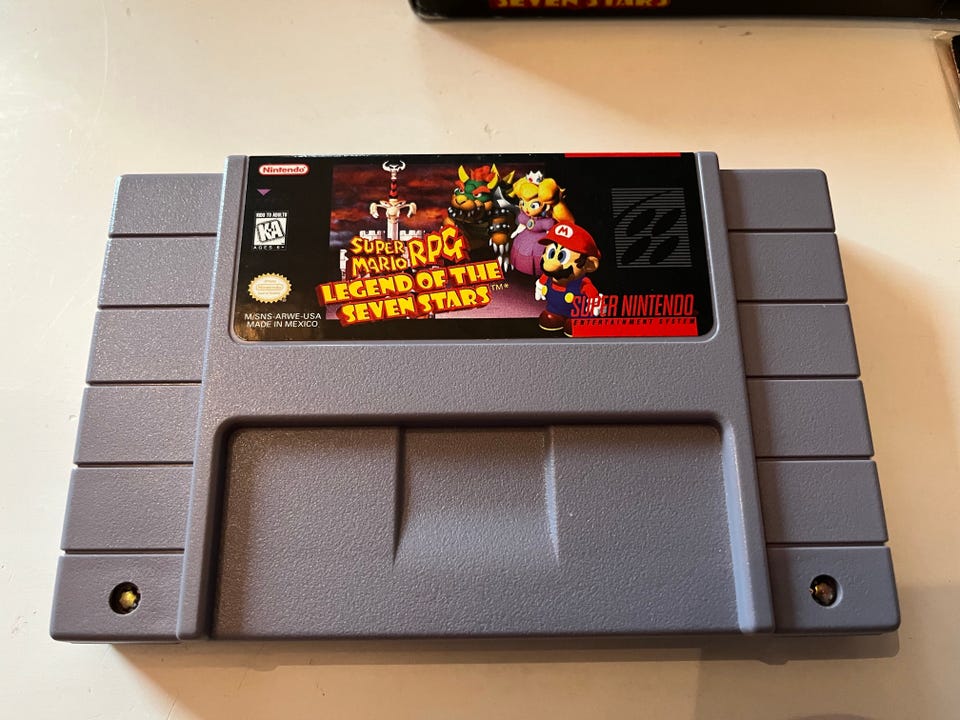 SEVEN STARS
Nintendo®
KIDS TO ADULTS
K-A
AGES 6+
Nintendo
M/SNS-ARWE-USA
MADE IN MEXICO
SUPER
MARIO RPG
LEGEND OF THE
SEVEN STARS™*
M
SUPER NINTENDO
ENTERTAINMENT SYSTEM